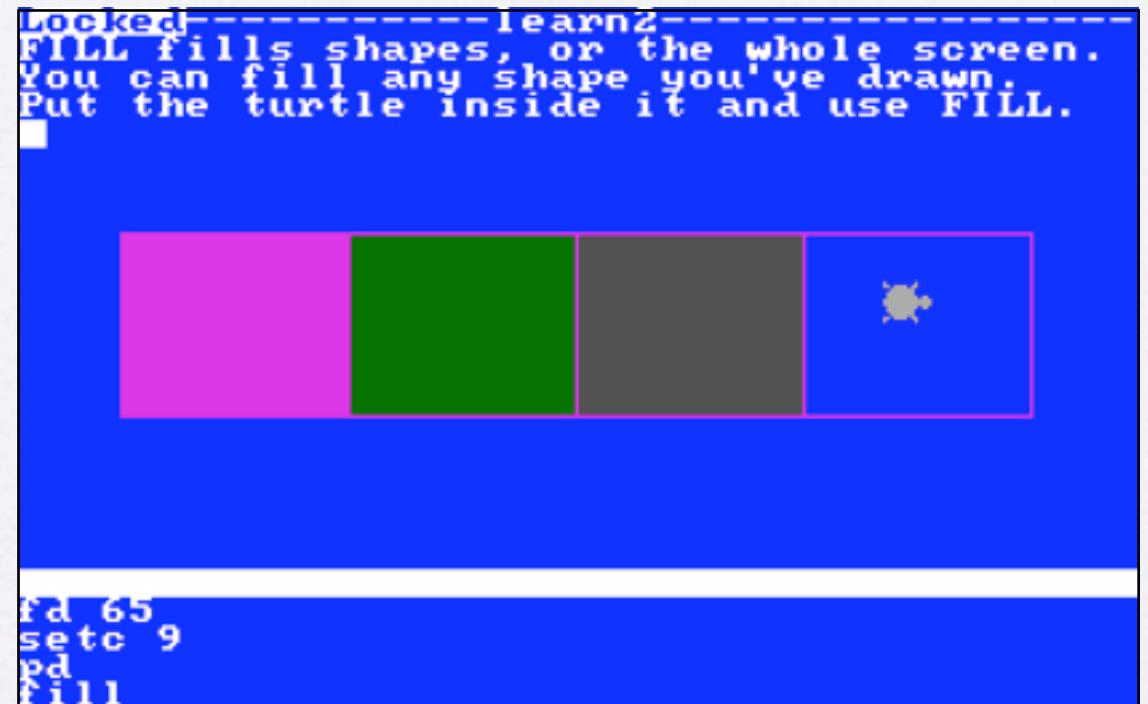 Locked-----------learn2-----------------
FILL fills shapes, or the whole screen.
You can fill any shape you've drawn.
Put the turtle inside it and use FILL.
fd 65
setc 9
pd
fill